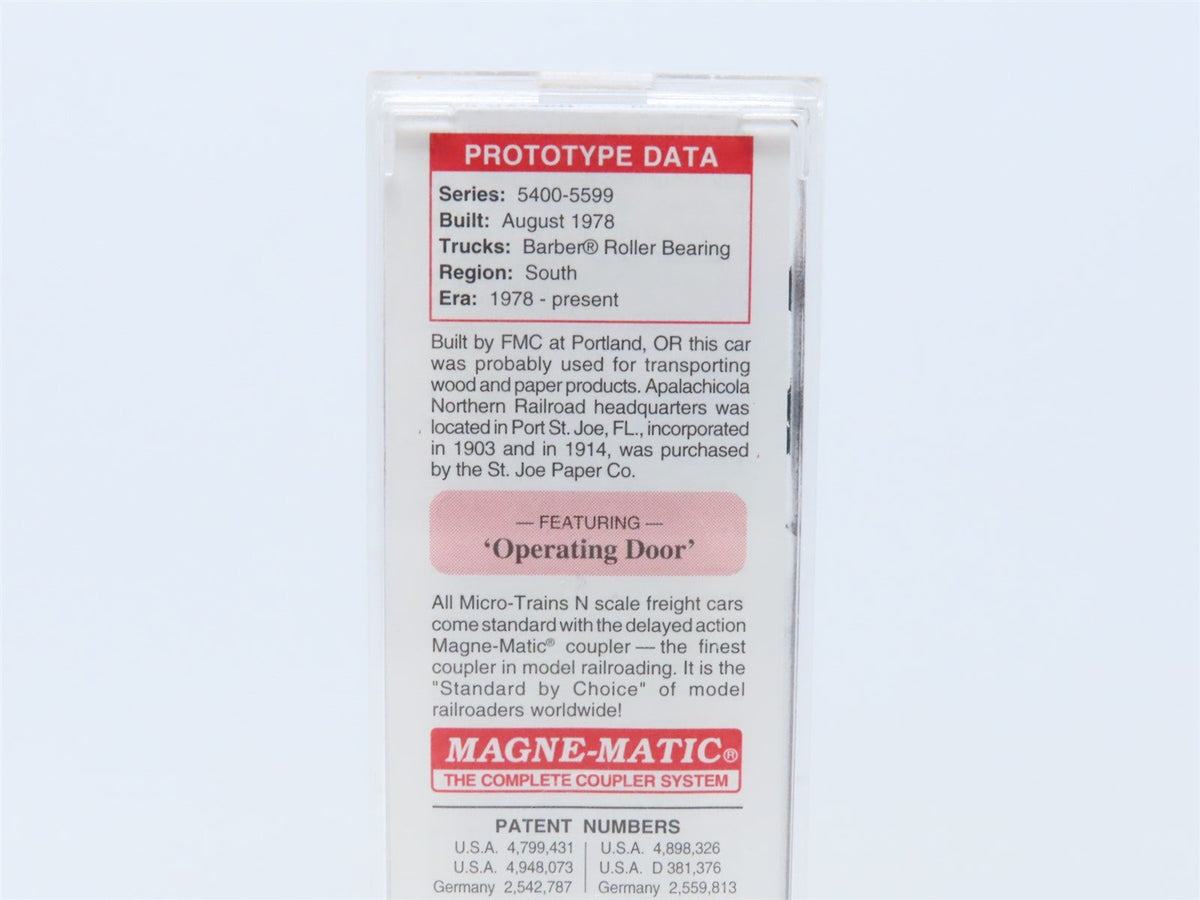 PROTOTYPE DATA
Series: 5400-5599
Built: August 1978
Trucks: Barber® Roller Bearing
Region: South
Era: 1978 - present
Built by FMC at Portland, OR this car
was probably used for transporting
wood and paper products. Apalachicola
Northern Railroad headquarters was
located in Port St. Joe, FL., incorporated
in 1903 and in 1914, was purchased
by the St. Joe Paper Co.
— FEATURING —
‘Operating Door’
All Micro-Trains N scale freight cars
come standard with the delayed action
Magne-Matic® coupler — the finest
coupler in model railroading. It is the
"Standard by Choice" of model
railroaders worldwide!
MAGNE-MATIC®
THE COMPLETE COUPLER SYSTEM
PATENT NUMBERS
U.S.A. 4,799,431 U.S.A. 4,898,326
U.S.A. 4,948,073 U.S.A. D 381,376
Germany 2,542,787 Germany 2,559,813